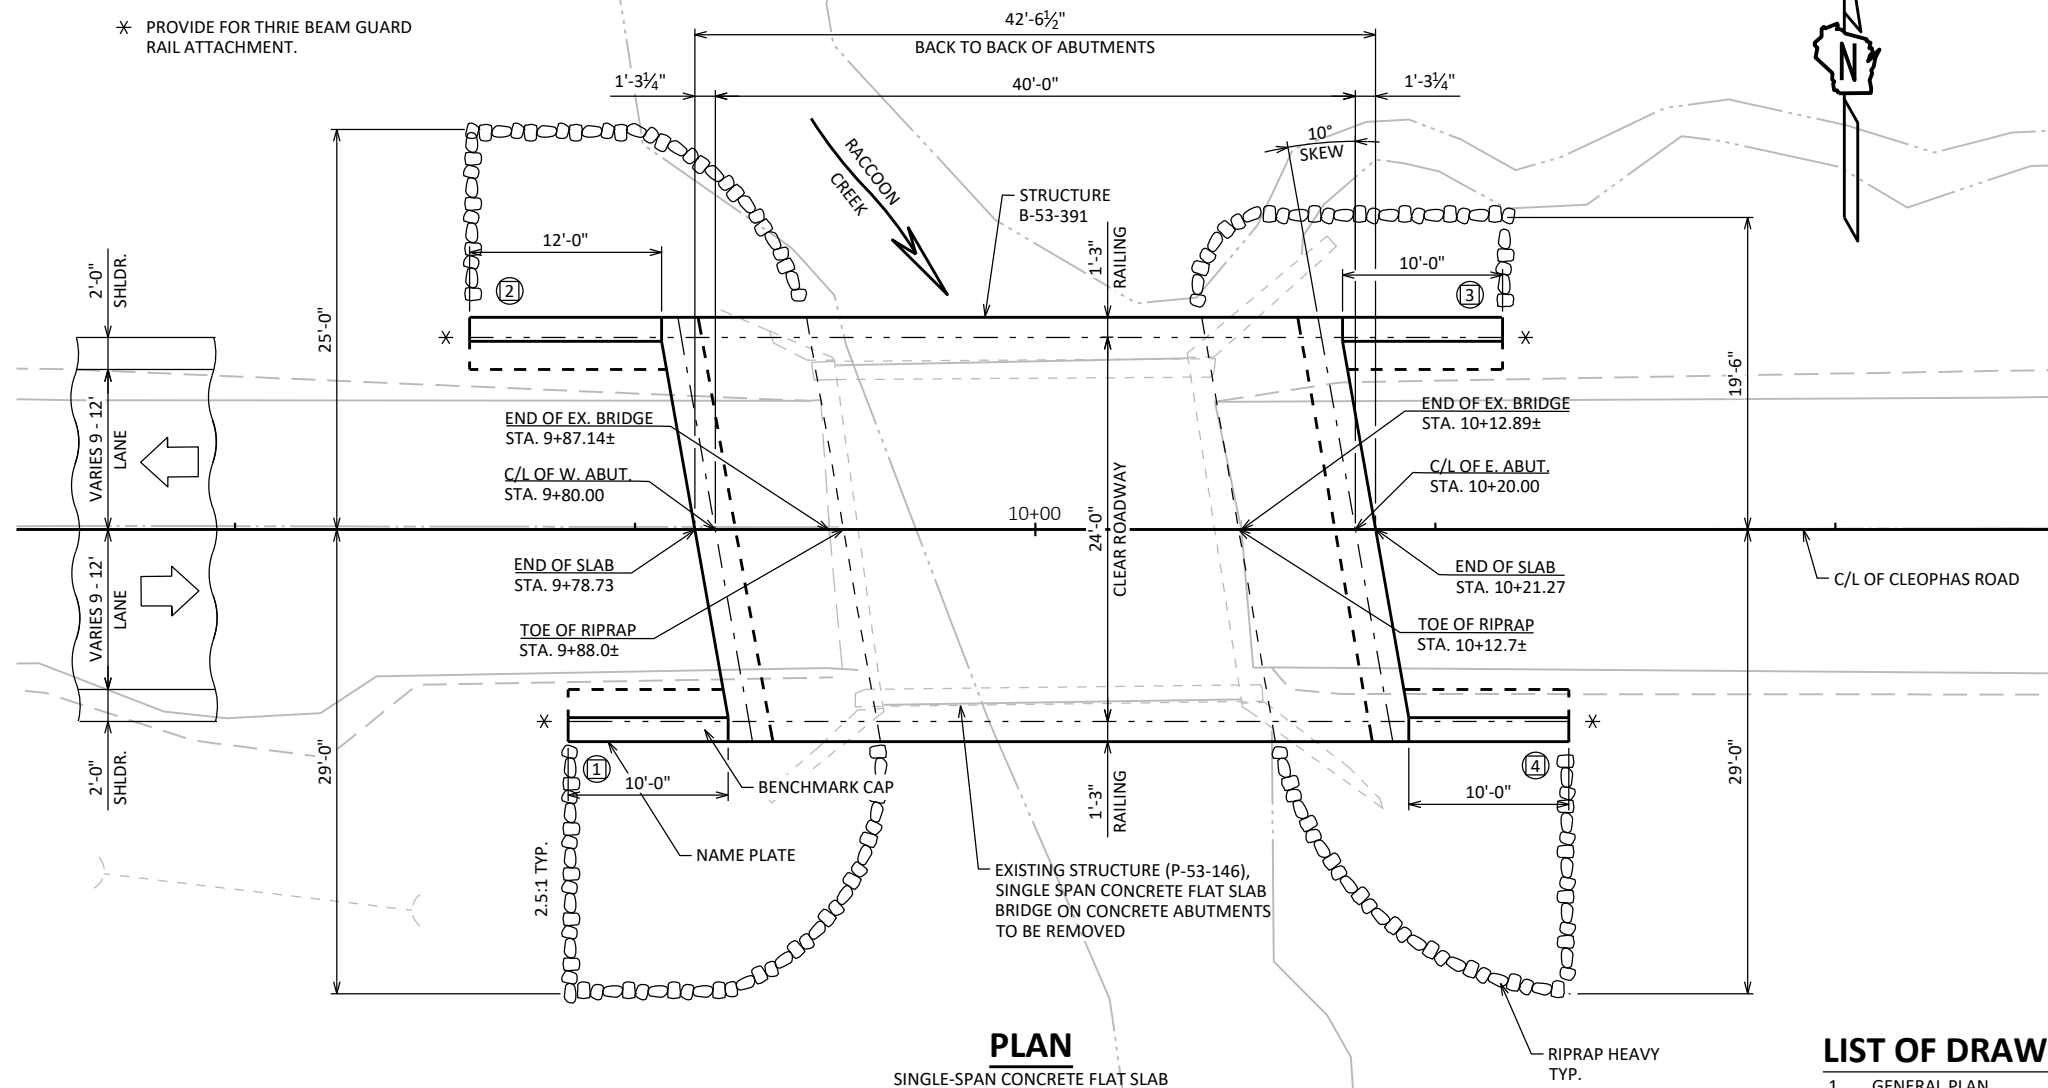 * PROVIDE FOR THRIE BEAM GUARD
RAIL ATTACHMENT.
42'-6½"
BACK TO BACK OF ABUTMENTS
1'-3¼"
40'-0"
1'-3¼"
N
10°
SKEW
RACCOON
CREEK
STRUCTURE
B-53-391
1'-3"
RAILING
12'-0"
10'-0"
2
3
2'-0"
SHLDR.
25'-0"
19'-6"
*
*
VARIES 9 - 12'
LANE
END OF EX. BRIDGE
STA. 9+87.14±
C/L OF W. ABUT.
STA. 9+80.00
END OF EX. BRIDGE
STA. 10+12.89±
C/L OF E. ABUT.
STA. 10+20.00
10+00
24'-0"
CLEAR ROADWAY
END OF SLAB
STA. 9+78.73
TOE OF RIPRAP
STA. 9+88.0±
END OF SLAB
STA. 10+21.27
TOE OF RIPRAP
STA. 10+12.7±
C/L OF CLEOPHAS ROAD
VARIES 9 - 12'
LANE
*
*
2'-0"
SHLDR.
29'-0"
29'-0"
1
10'-0"
BENCHMARK CAP
1'-3"
RAILING
4
10'-0"
NAME PLATE
2.5:1 TYP.
EXISTING STRUCTURE (P-53-146),
SINGLE SPAN CONCRETE FLAT SLAB
BRIDGE ON CONCRETE ABUTMENTS
TO BE REMOVED
PLAN
SINGLE-SPAN CONCRETE FLAT SLAB
RIPRAP HEAVY
TYP.
LIST OF DRAW
1 GENERAL PLAN